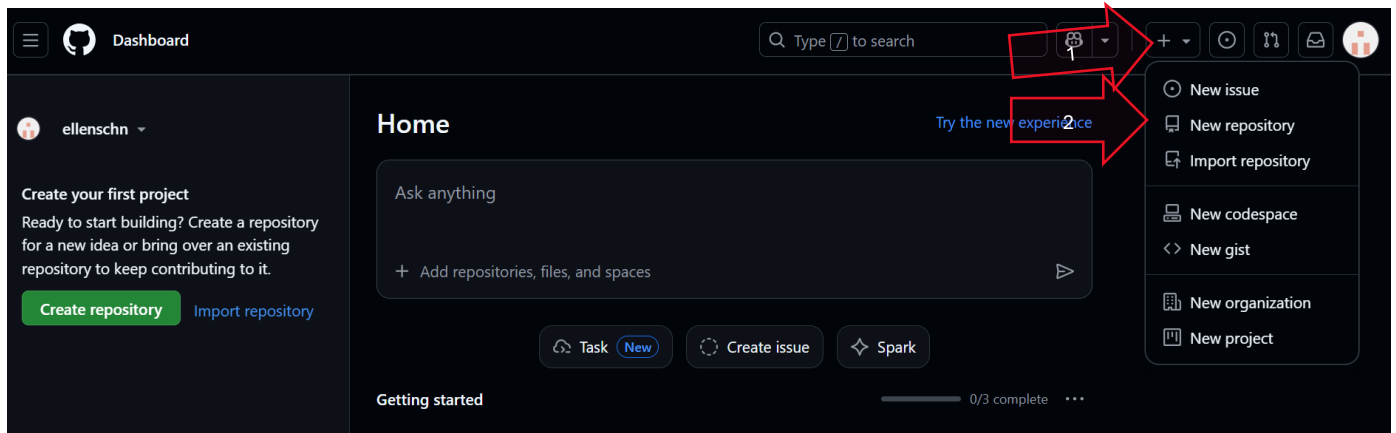 Dashboard
Type / to search
1
ellenschn
Home
Try the new experience
2
New issue
New repository
Import repository
New codespace
New gist
New organization
New project
Create your first project
Ready to start building? Create a repository
for a new idea or bring over an existing
repository to keep contributing to it.
Create repository
Import repository
Ask anything
Add repositories, files, and spaces
Task New
Create issue
Spark
Getting started
0/3 complete